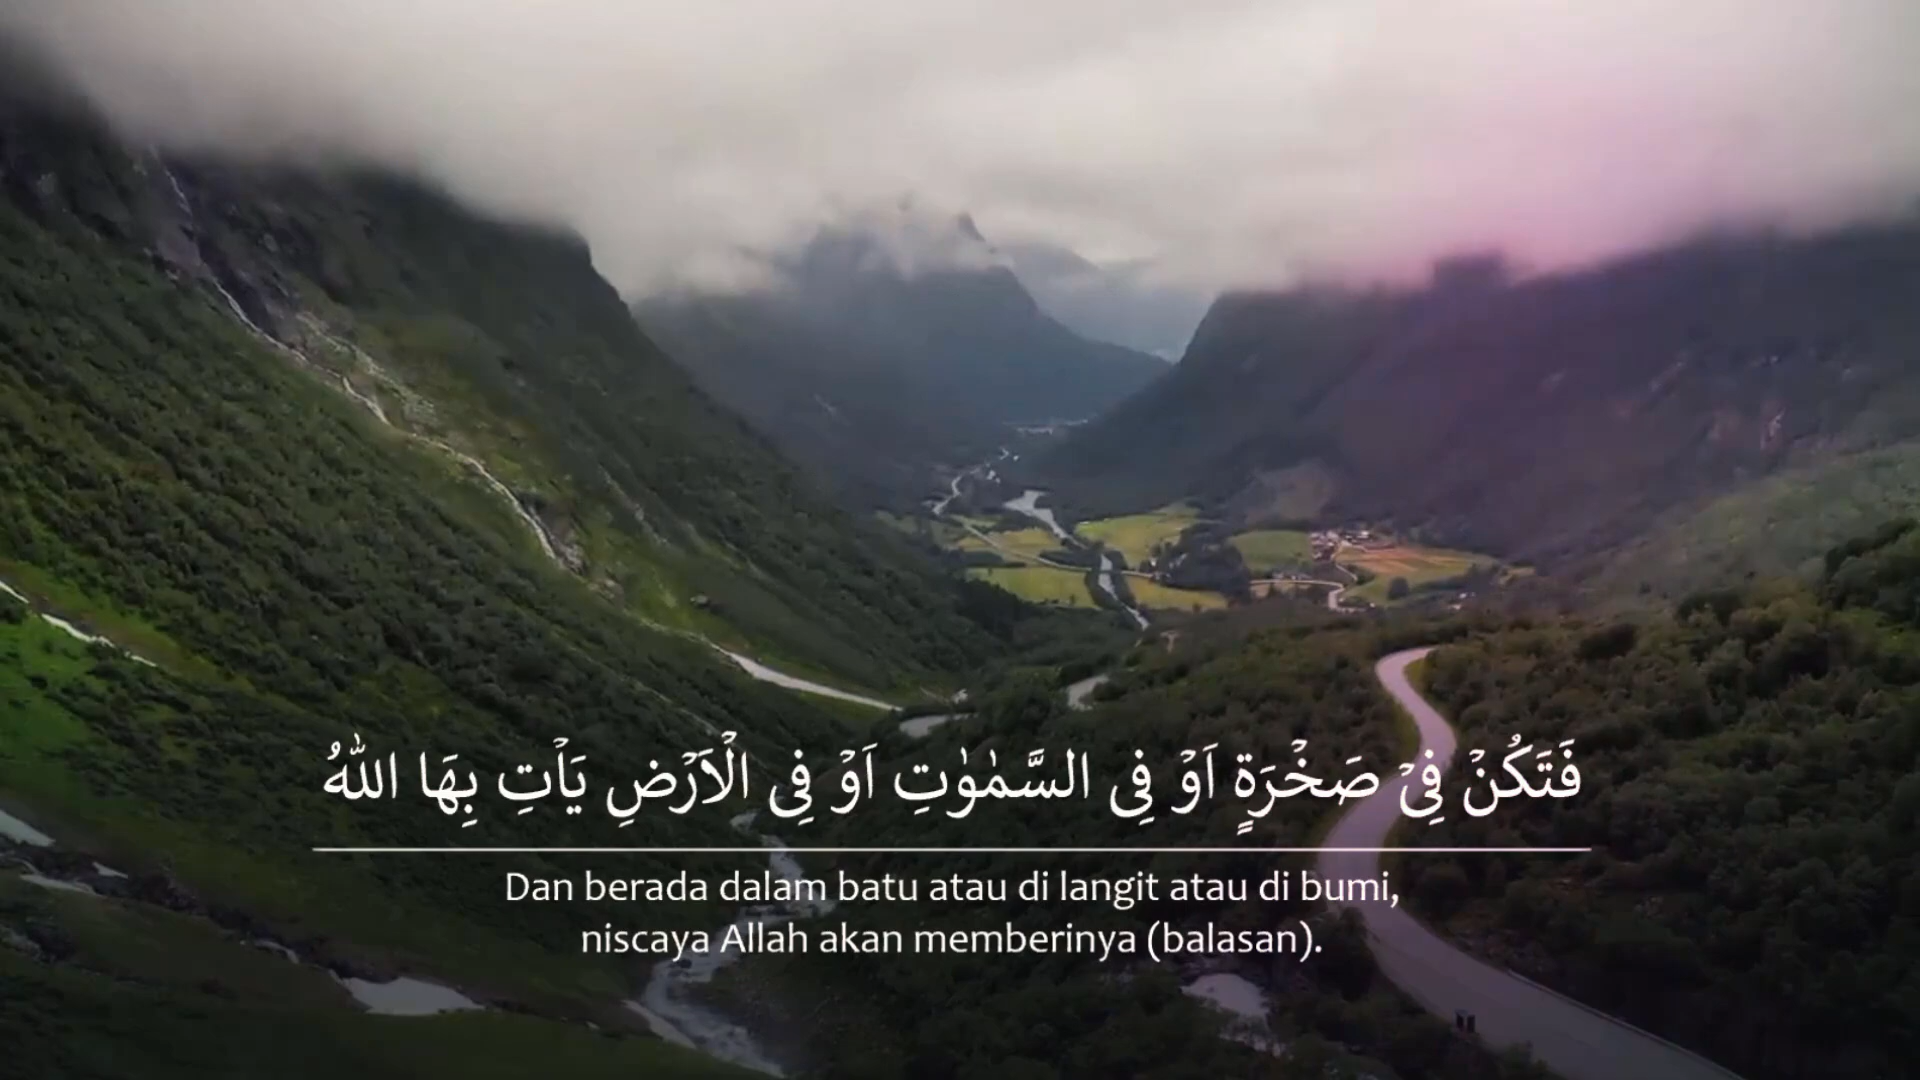 فَتَكُنْ فِيْ صَخْرَةٍ اَوْ فِى السَّمٰوٰتِ اَوْ فِى الْاَرْضِ يَأْتِ بِهَا اللّٰهُ
Dan berada dalam batu atau di langit atau di bumi,
niscaya Allah akan memberinya (balasan).